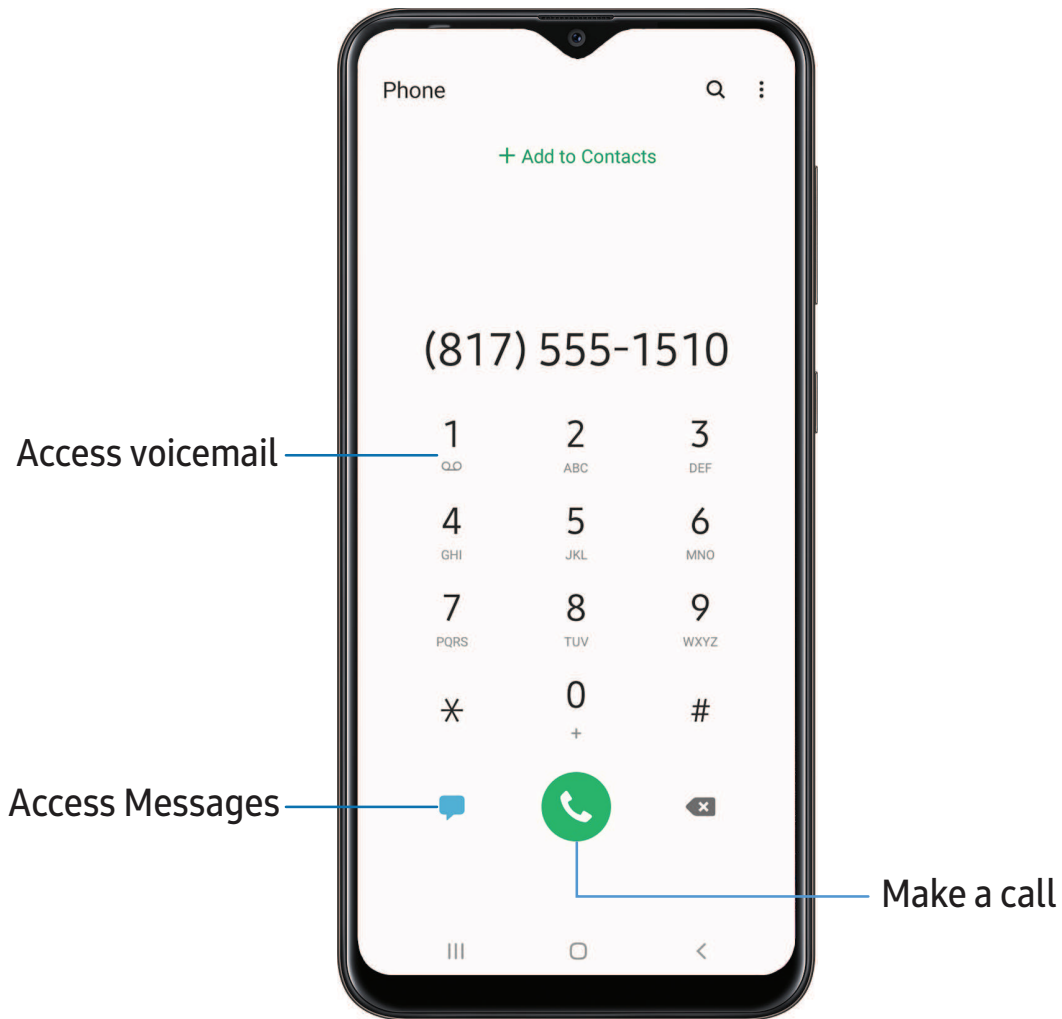 Phone
+ Add to Contacts
(817) 555-1510
Access voicemail
1 2 3
ABC DEF
4 5 6
GHI JKL MNO
7 8 9
PQRS TUV WXYZ
* 0 #
+
Access Messages
Make a call